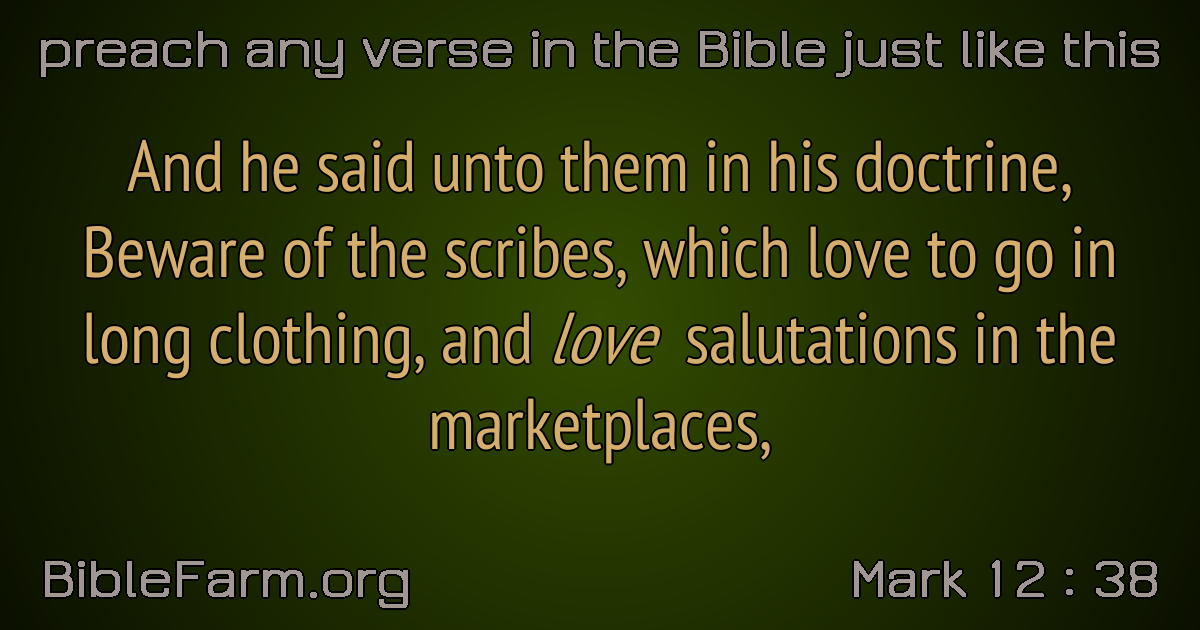 preach any verse in the Bible just like this
And he said unto them in his doctrine,
Beware of the scribes, which love to go in
long clothing, and love salutations in the
marketplaces,
BibleFarm.org
Mark 12 : 38